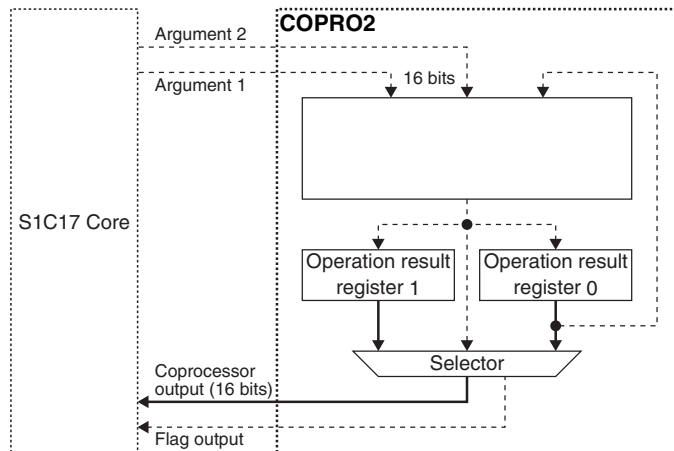 COPRO2
Argument 2
Argument 1
16 bits
S1C17 Core
Operation result
register 1
Operation result
register 0
Selector
Coprocessor
output (16 bits)
Flag output